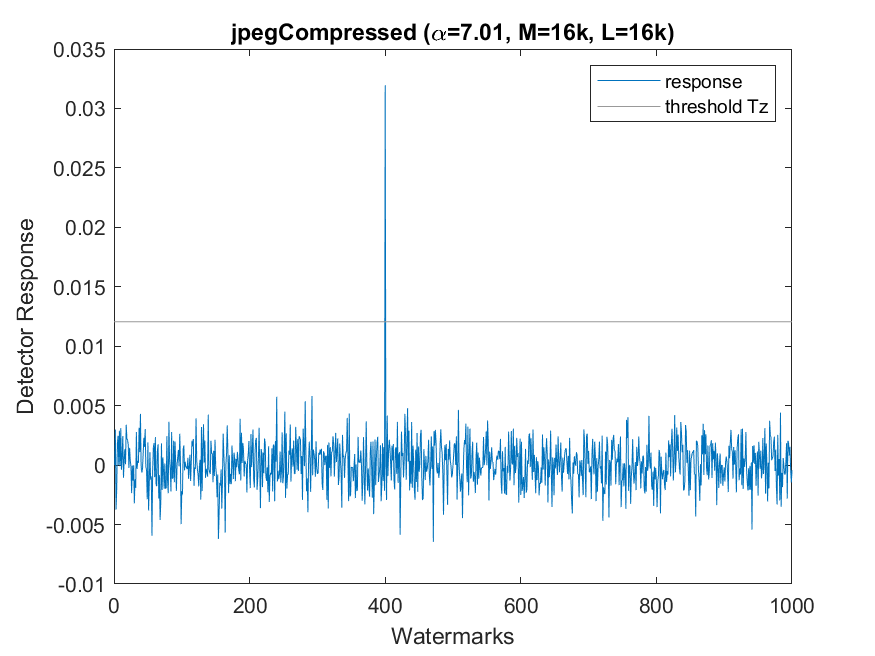 jpegCompressed (α=7.01, M=16k, L=16k)
0.035
0.03
0.025
0.02
0.015
0.01
0.005
0
-0.005
-0.01
Detector Response
response
threshold Tz
0 200 400 600 800 1000
Watermarks